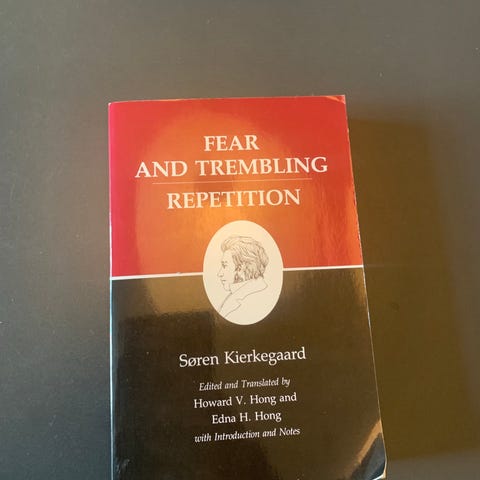 FEAR
AND TREMBLING
REPETITION
Søren Kierkegaard
Edited and Translated by
Howard V. Hong and
Edna H. Hong
with Introduction and Notes